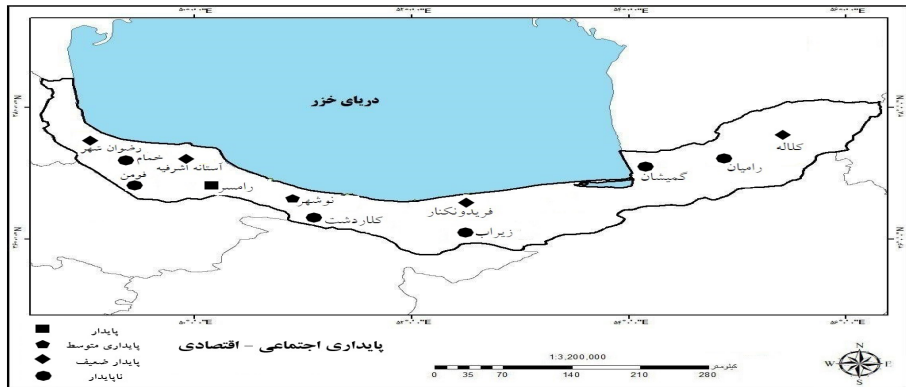 دریای خزر
رضوان شهر
خمام
آستانه اشرفیه
فومن
رامسر
نوشهر
کلاردشت
فریدونکنار
زیراب
گمیشان
رامیان
کلاله
پایدار
پایداری متوسط
پایدار ضعیف
ناپایدار
پایداری اجتماعی - اقتصادی
1:3,200,000
کیلومتر
0 35 70 140 210 280
N
W E
S